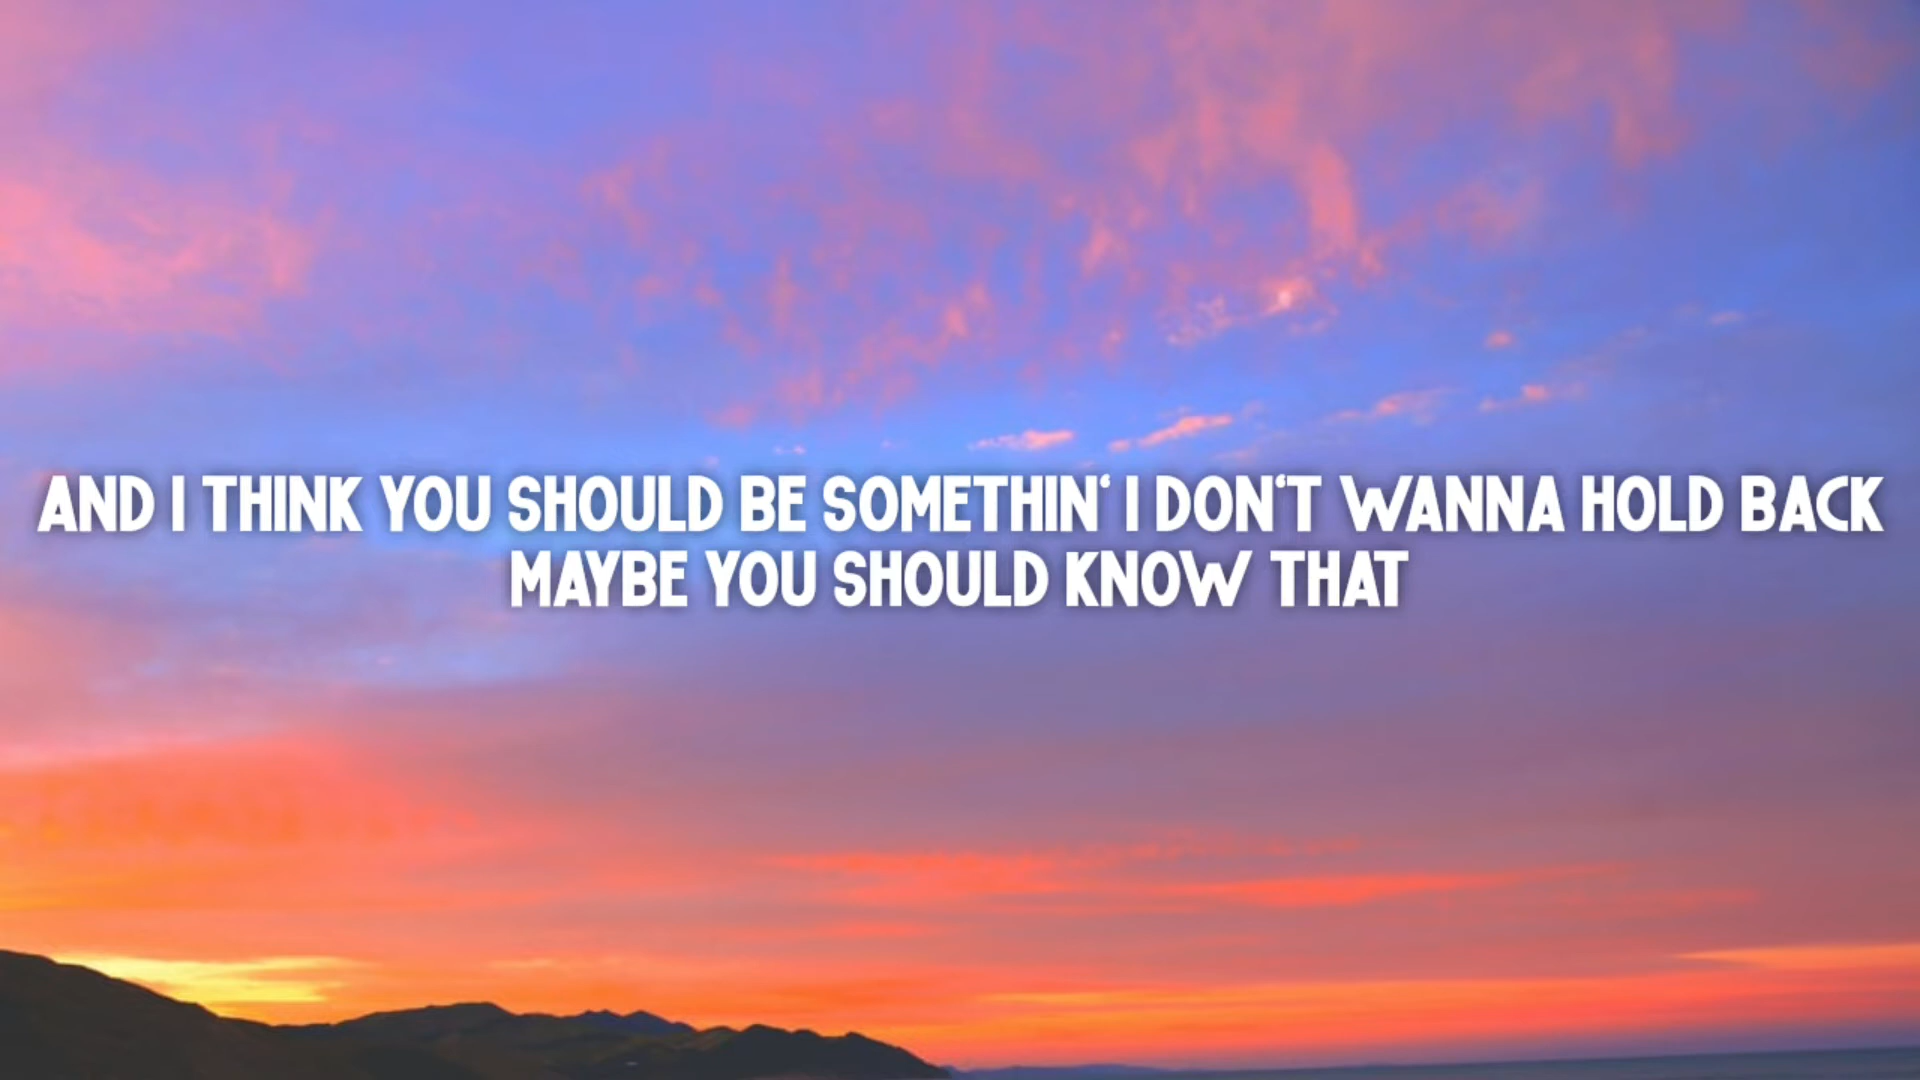 AND I THINK YOU SHOULD BE SOMETHIN' I DON'T WANNA HOLD BACK
MAYBE YOU SHOULD KNOW THAT